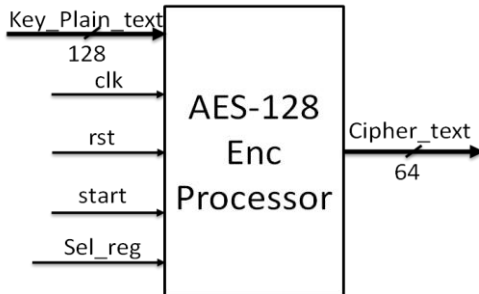 Key_Plain_text
128
clk
rst
start
Sel_reg
AES-128
Enc
Processor
Cipher_text
64